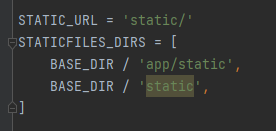 STATIC_URL = 'static/'
STATICFILES_DIRS = [
    BASE_DIR / 'app/static',
    BASE_DIR / 'static',
]